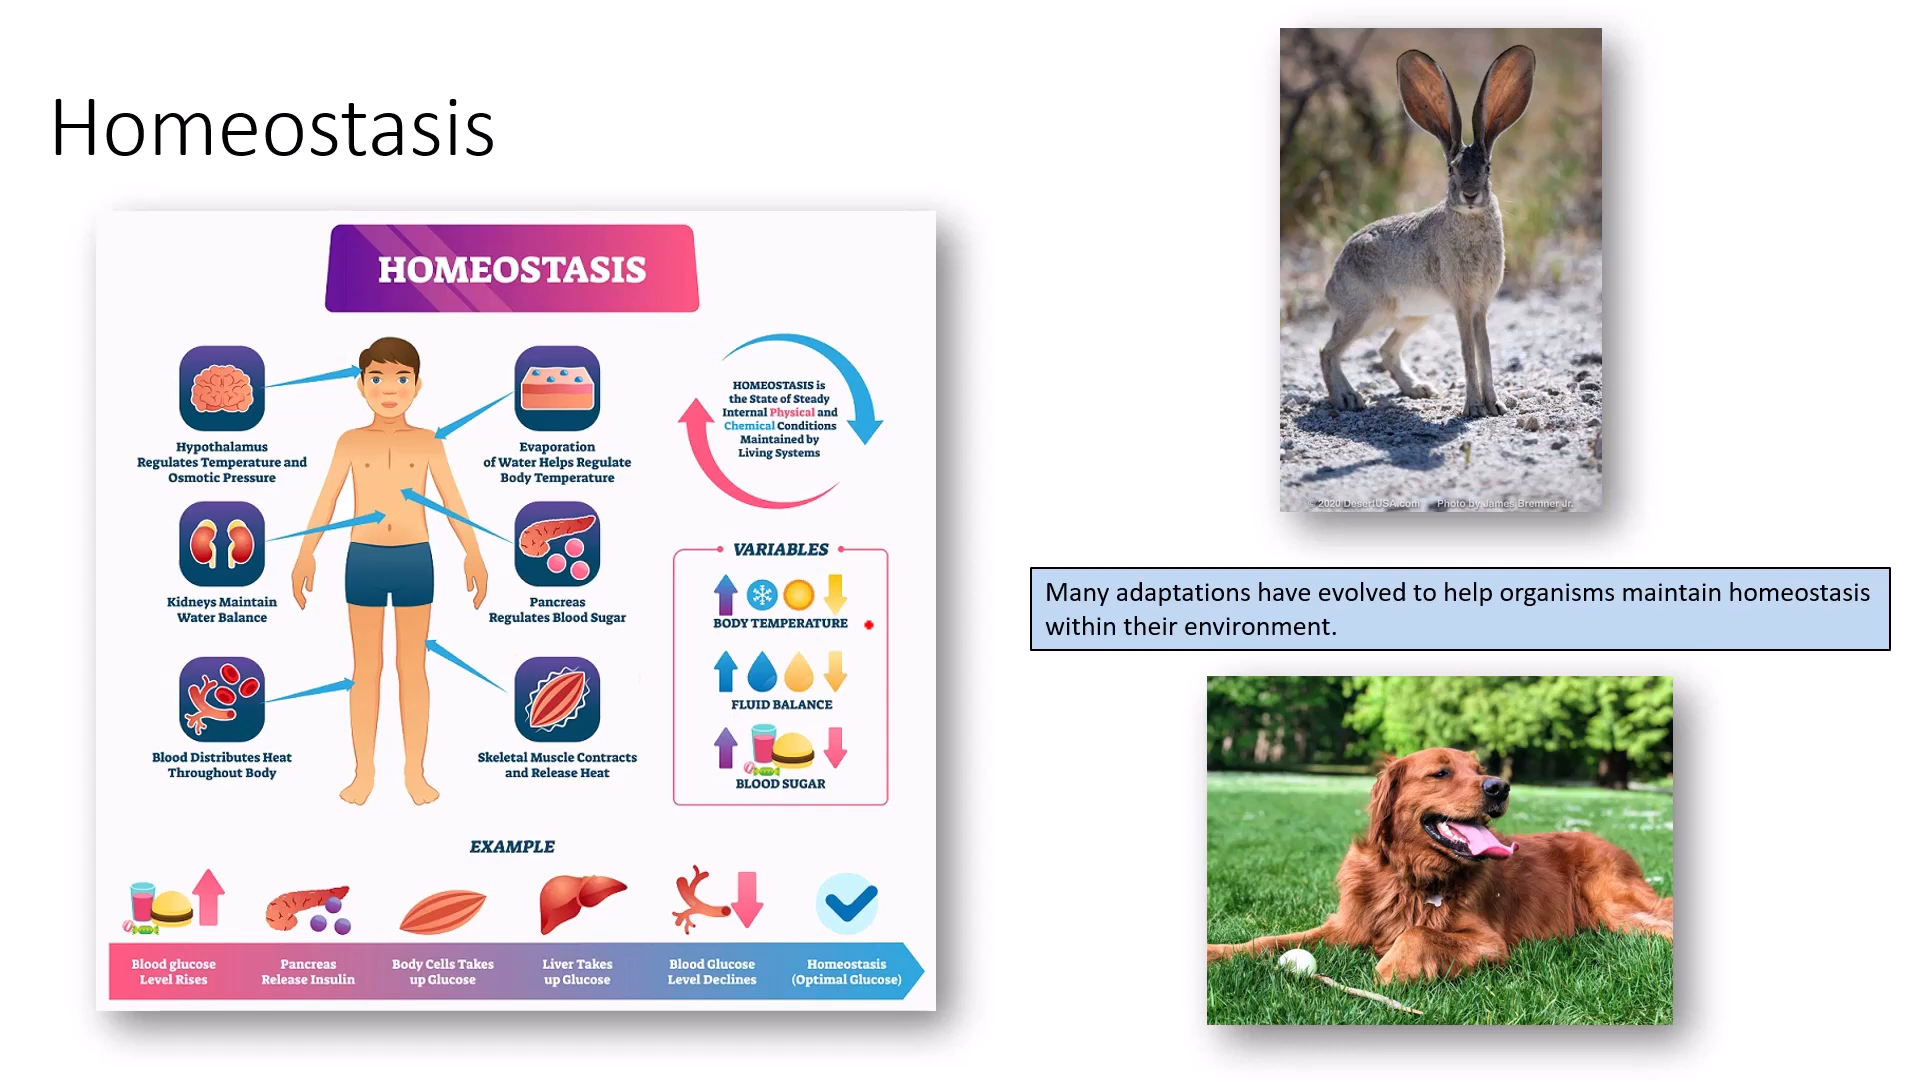 Homeostasis
HOMEOSTASIS
Hypothalamus
Regulates Temperature and
Osmotic Pressure
Evaporation
of Water Helps Regulate
Body Temperature
HOMEOSTASIS is
the State of Steady
Internal Physical and
Chemical Conditions
Maintained by
Living Systems
Kidneys Maintain
Water Balance
Pancreas
Regulates Blood Sugar
Blood Distributes Heat
Throughout Body
Skeletal Muscle Contracts
and Release Heat
VARIABLES
BODY TEMPERATURE
FLUID BALANCE
BLOOD SUGAR
EXAMPLE
Blood glucose
Level Rises
Pancreas
Release Insulin
Body Cells Takes
up Glucose
Liver Takes
up Glucose
Blood Glucose
Level Declines
Homeostasis
(Optimal Glucose)
© 2020 DesertUSA.com Photo by James Bremner Jr.
Many adaptations have evolved to help organisms maintain homeostasis
within their environment.